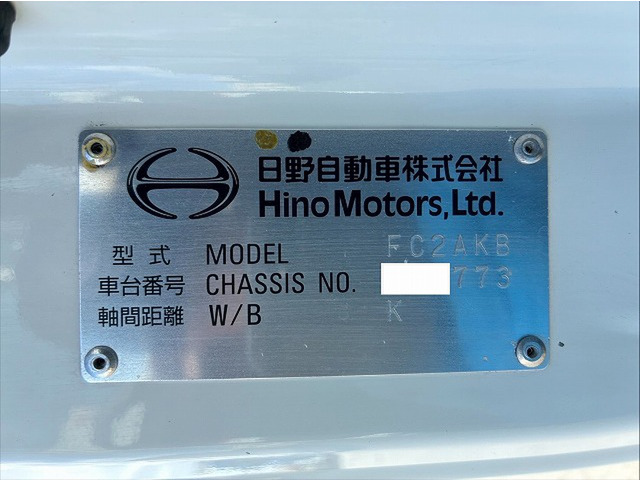 日野自動車株式会社
Hino Motors, Ltd.
型式 MODEL FC2AKB
車台番号 CHASSIS NO. 773
軸間距離 W/B K